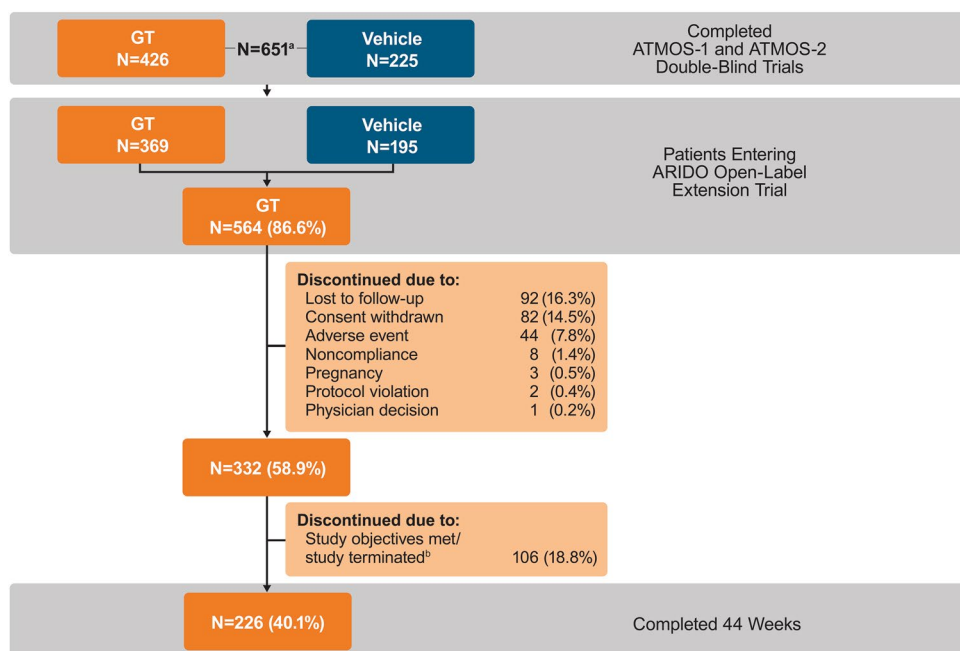 GT
N=426
N=651ᵃ
Vehicle
N=225
Completed
ATMOS-1 and ATMOS-2
Double-Blind Trials
GT
N=369
Vehicle
N=195
Patients Entering
ARIDO Open-Label
Extension Trial
GT
N=564 (86.6%)
Discontinued due to:
Lost to follow-up 92 (16.3%)
Consent withdrawn 82 (14.5%)
Adverse event 44 (7.8%)
Noncompliance 8 (1.4%)
Pregnancy 3 (0.5%)
Protocol violation 2 (0.4%)
Physician decision 1 (0.2%)
N=332 (58.9%)
Discontinued due to:
Study objectives met/
study terminatedᵇ 106 (18.8%)
N=226 (40.1%)
Completed 44 Weeks